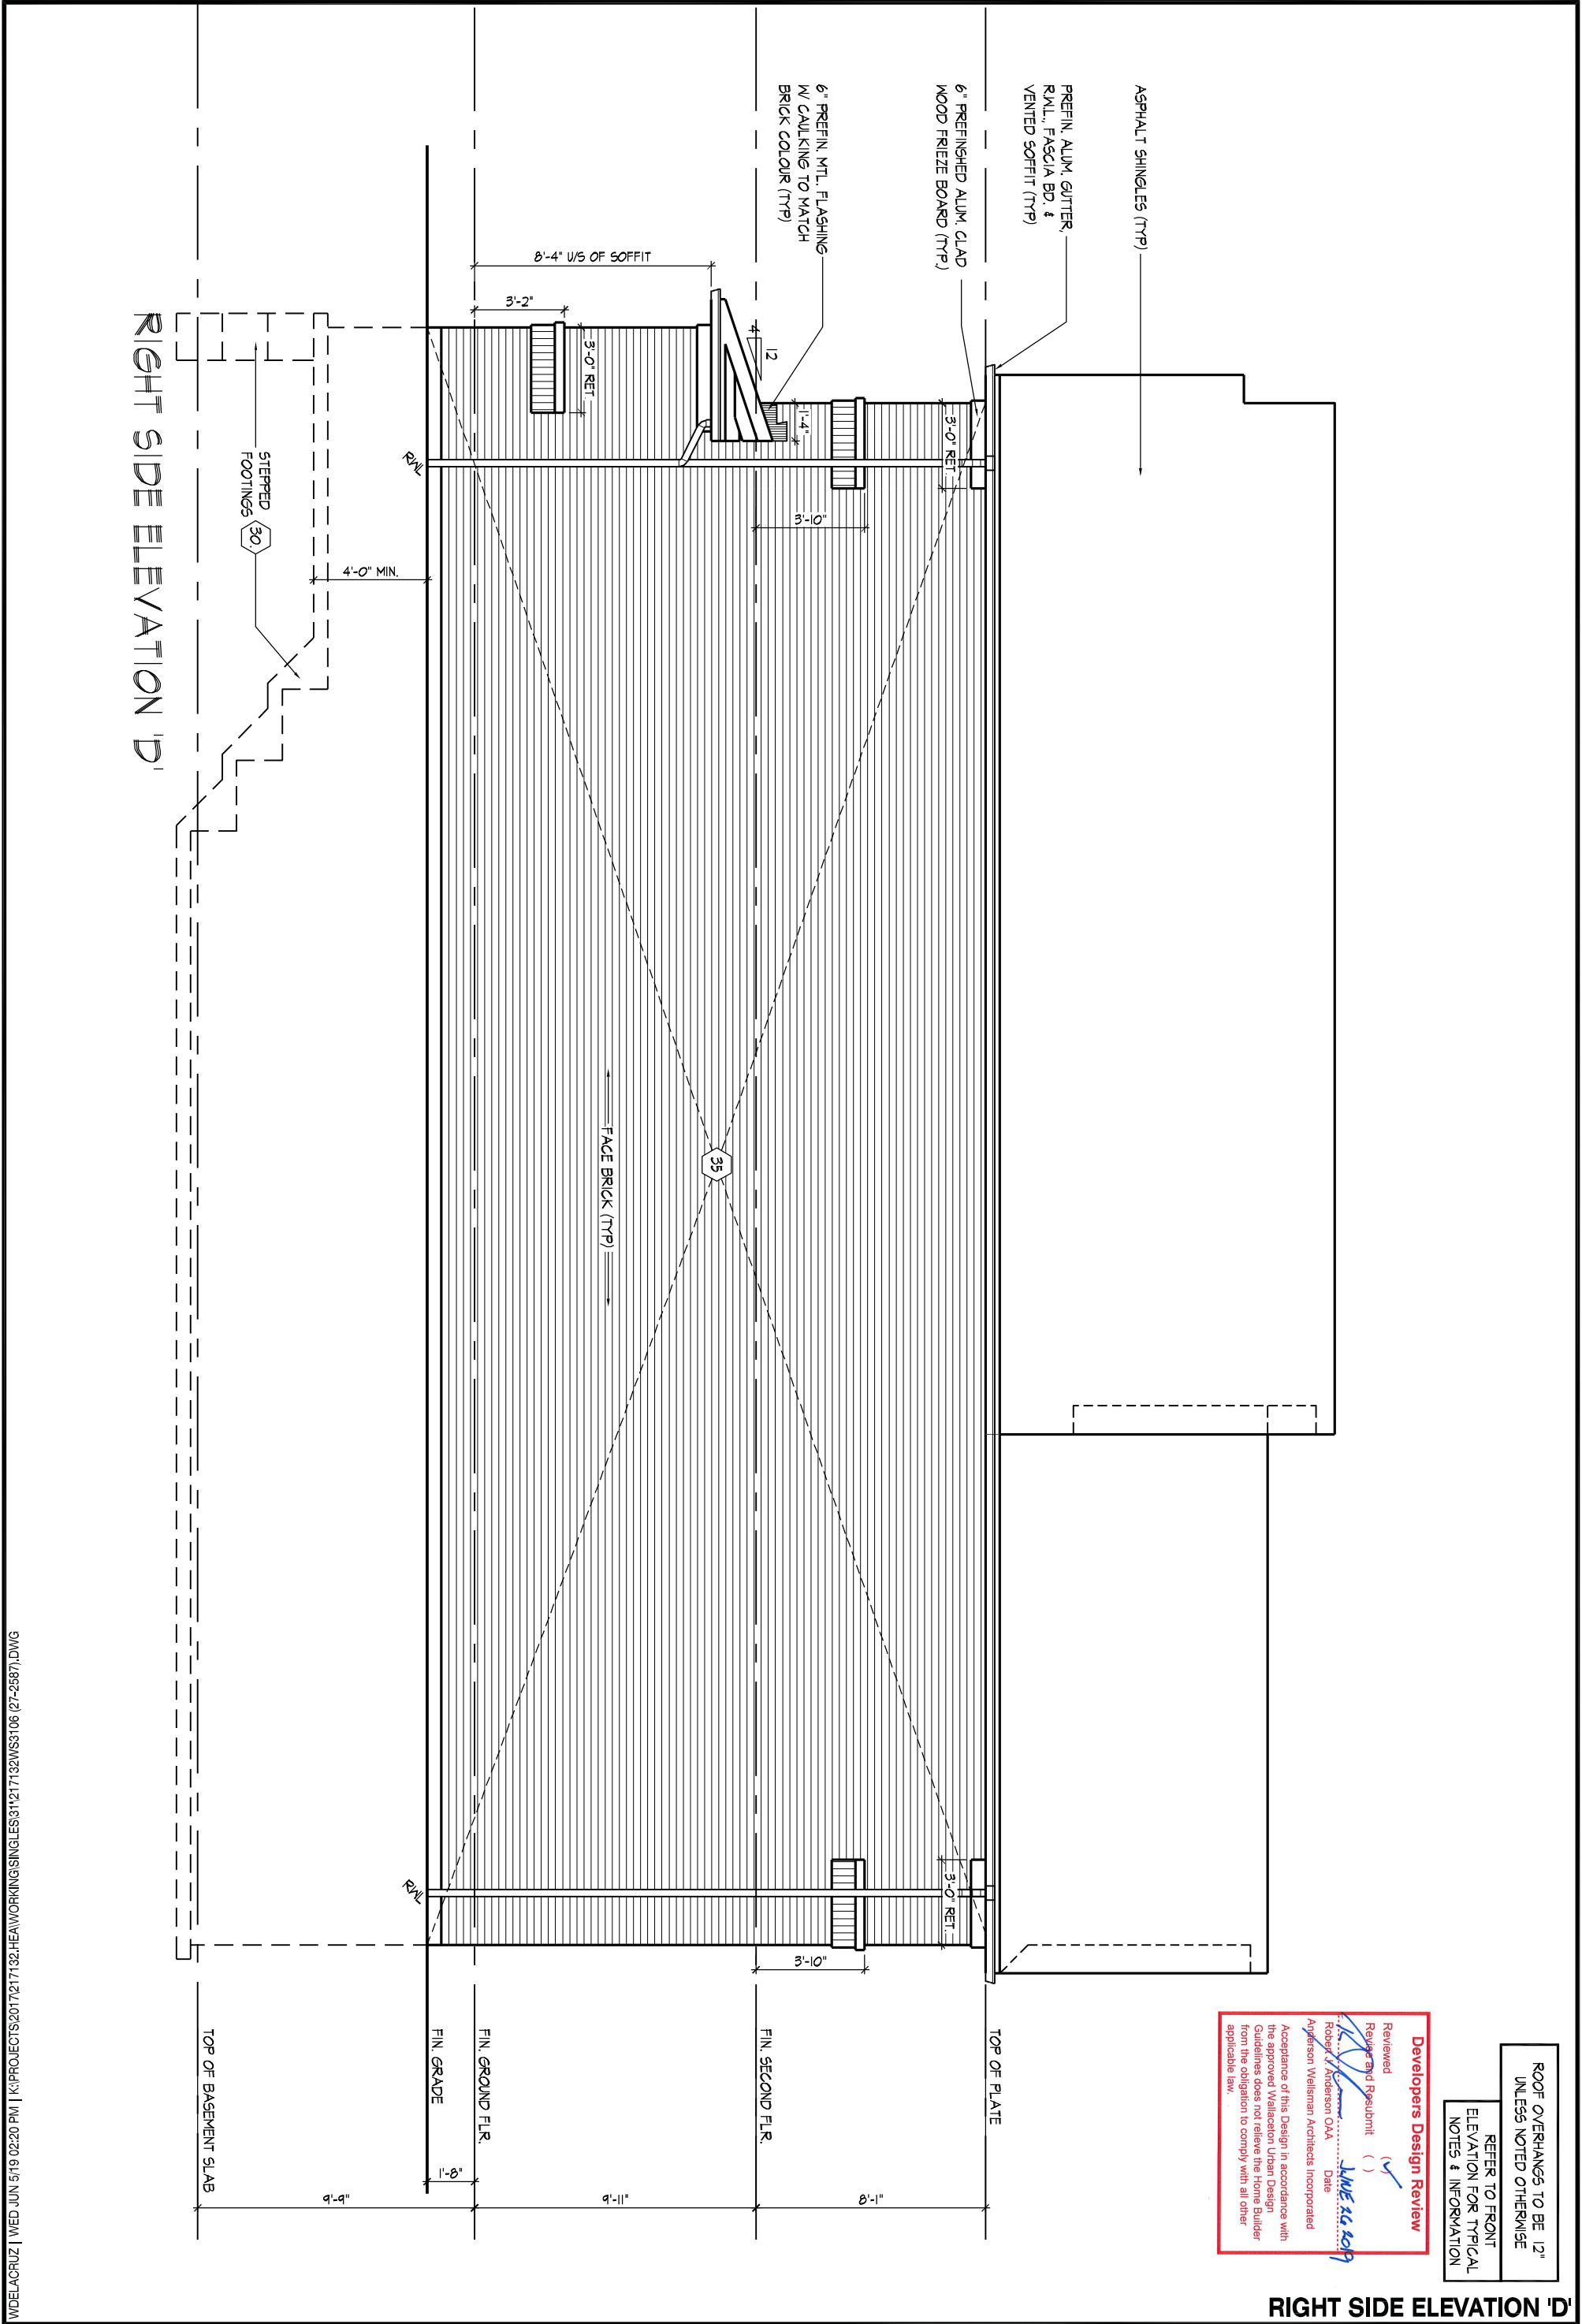 ROOF OVERHANGS TO BE 12"
UNLESS NOTED OTHERWISE
REFER TO FRONT
ELEVATION FOR TYPICAL
NOTES & INFORMATION
Developers Design Review
Reviewed (✓)
Revise and Resubmit ( )
JUNE 26 2019
Robert J. Anderson OAA Date
Anderson Wellsman Architects Incorporated
Acceptance of this Design in accordance with
the approved Wallaceton Urban Design
Guidelines does not relieve the Home Builder
from the obligation to comply with all other
applicable law.
ASPHALT SHINGLES (TYP)
PREFIN. ALUM. GUTTER,
R.W.L., FASCIA BD. &
VENTED SOFFIT (TYP)
6" PREFINSHED ALUM. CLAD
WOOD FRIEZE BOARD (TYP.)
6" PREFIN. MTL. FLASHING
W/ CAULKING TO MATCH
BRICK COLOUR (TYP)
TOP OF PLATE
8'-1"
3'-0" RET.
3'-0" RET.
3'-10"
3'-10"
1'-4"
12
4
FIN. SECOND FLR.
9'-11"
35
8'-4" U/S OF SOFFIT
FACE BRICK (TYP)
3'-0" RET
3'-2"
FIN. GROUND FLR.
1'-8"
FIN. GRADE
RWL
RWL
9'-9"
4'-0" MIN.
STEPPED
FOOTINGS
30.
TOP OF BASEMENT SLAB
RIGHT SIDE ELEVATION 'D'
RIGHT SIDE ELEVATION 'D'
WDELACRUZ | WED JUN 5/19 02:20 PM | K:\PROJECTS\2017\217132.HEA\WORKING\SINGLES\31'\217132WS3106 (27-2587).DWG